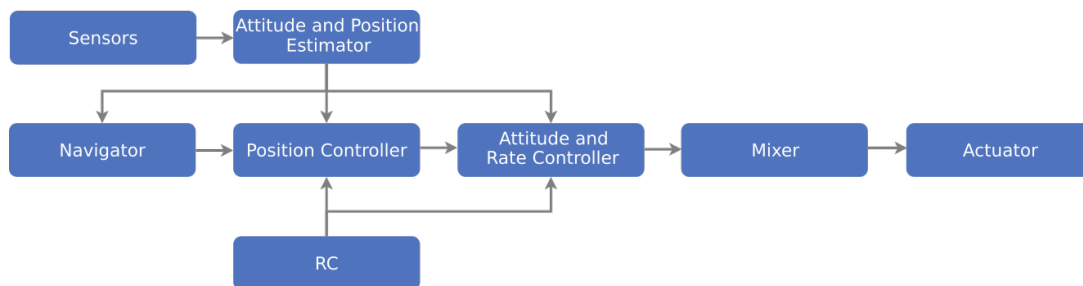 Sensors
Attitude and Position
Estimator
Navigator
Position Controller
Attitude and
Rate Controller
Mixer
Actuator
RC